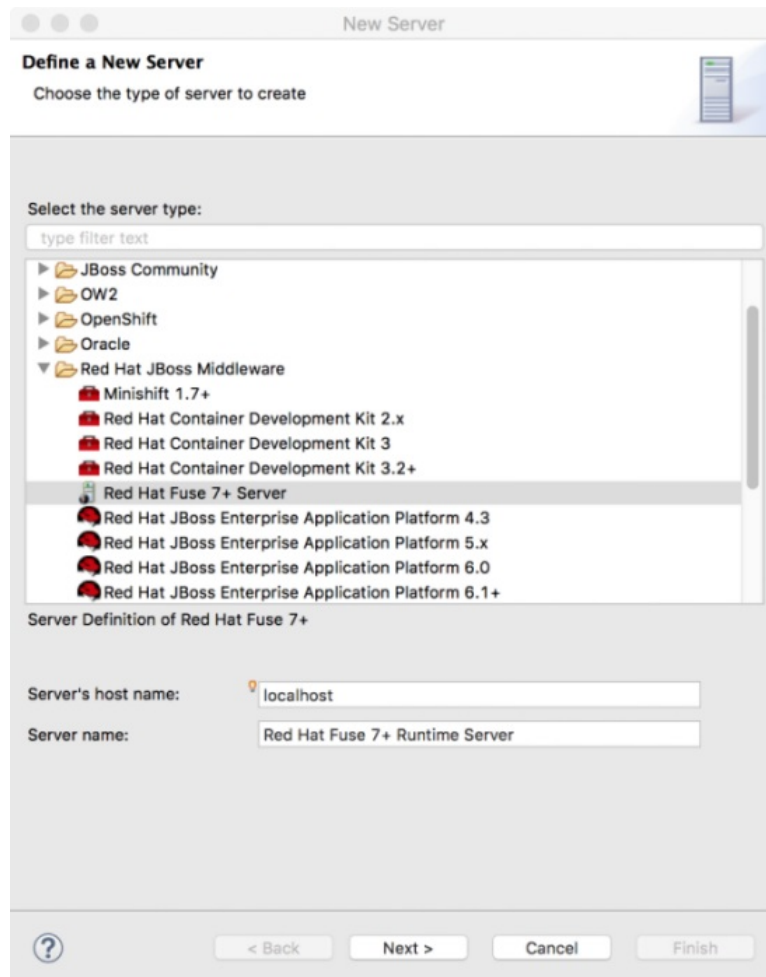 New Server
Define a New Server
Choose the type of server to create
Select the server type:
type filter text
JBoss Community
OW2
OpenShift
Oracle
Red Hat JBoss Middleware
Minishift 1.7+
Red Hat Container Development Kit 2.x
Red Hat Container Development Kit 3
Red Hat Container Development Kit 3.2+
Red Hat Fuse 7+ Server
Red Hat JBoss Enterprise Application Platform 4.3
Red Hat JBoss Enterprise Application Platform 5.x
Red Hat JBoss Enterprise Application Platform 6.0
Red Hat JBoss Enterprise Application Platform 6.1+
Server Definition of Red Hat Fuse 7+
Server's host name: localhost
Server name: Red Hat Fuse 7+ Runtime Server
? < Back Next > Cancel Finish